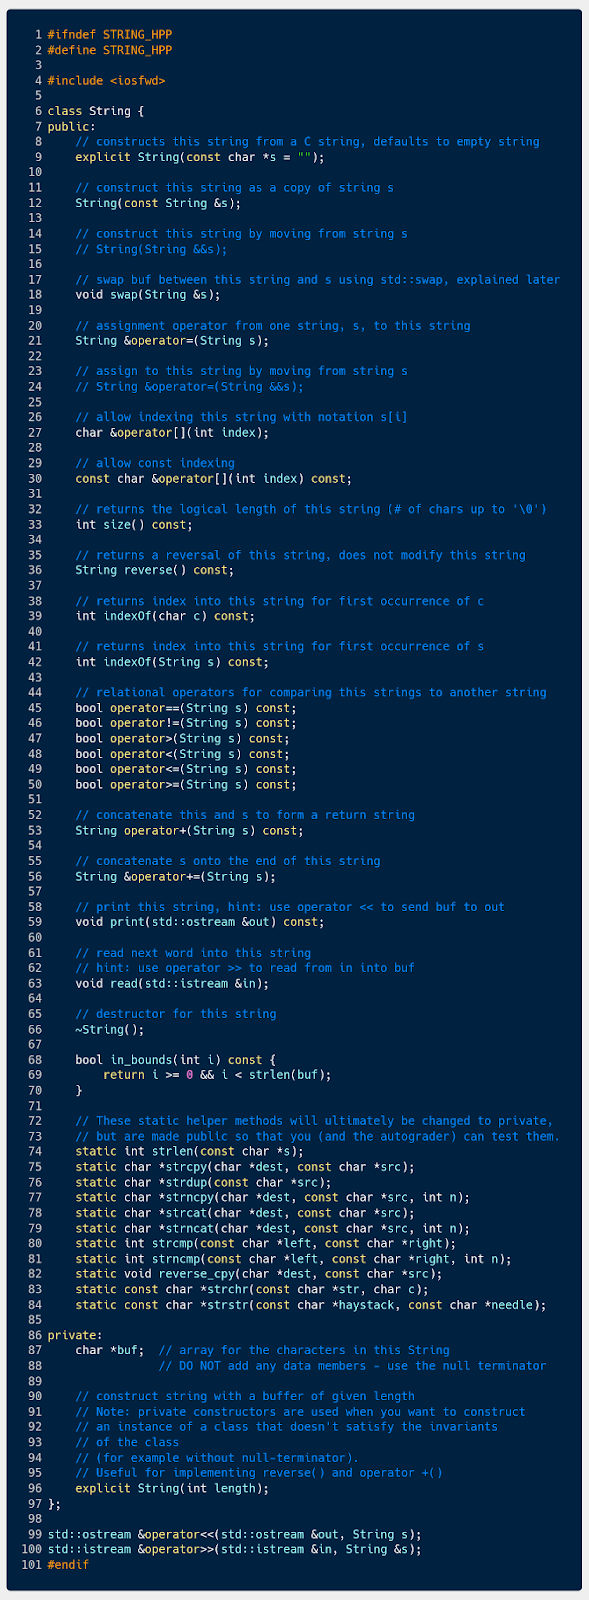 1 #ifndef STRING_HPP
2 #define STRING_HPP
3
4 #include <iosfwd>
5
6 class String {
7 public:
8     // constructs this string from a C string, defaults to empty string
9     explicit String(const char *s = "");
10
11     // construct this string as a copy of string s
12     String(const String &s);
13
14     // construct this string by moving from string s
15     // String(String &&s);
16
17     // swap buf between this string and s using std::swap, explained later
18     void swap(String &s);
19
20     // assignment operator from one string, s, to this string
21     String &operator=(String s);
22
23     // assign to this string by moving from string s
24     // String &operator=(String &&s);
25
26     // allow indexing this string with notation s[i]
27     char &operator[](int index);
28
29     // allow const indexing
30     const char &operator[](int index) const;
31
32     // returns the logical length of this string (# of chars up to '\0')
33     int size() const;
34
35     // returns a reversal of this string, does not modify this string
36     String reverse() const;
37
38     // returns index into this string for first occurrence of c
39     int indexOf(char c) const;
40
41     // returns index into this string for first occurrence of s
42     int indexOf(String s) const;
43
44     // relational operators for comparing this strings to another string
45     bool operator==(String s) const;
46     bool operator!=(String s) const;
47     bool operator>(String s) const;
48     bool operator<(String s) const;
49     bool operator<=(String s) const;
50     bool operator>=(String s) const;
51
52     // concatenate this and s to form a return string
53     String operator+(String s) const;
54
55     // concatenate s onto the end of this string
56     String &operator+=(String s);
57
58     // print this string, hint: use operator << to send buf to out
59     void print(std::ostream &out) const;
60
61     // read next word into this string
62     // hint: use operator >> to read from in into buf
63     void read(std::istream &in);
64
65     // destructor for this string
66     ~String();
67
68     bool in_bounds(int i) const {
69         return i >= 0 && i < strlen(buf);
70     }
71
72     // These static helper methods will ultimately be changed to private,
73     // but are made public so that you (and the autograder) can test them.
74     static int strlen(const char *s);
75     static char *strcpy(char *dest, const char *src);
76     static char *strdup(const char *src);
77     static char *strncpy(char *dest, const char *src, int n);
78     static char *strcat(char *dest, const char *src);
79     static char *strncat(char *dest, const char *src, int n);
80     static int strcmp(const char *left, const char *right);
81     static int strncmp(const char *left, const char *right, int n);
82     static void reverse_cpy(char *dest, const char *src);
83     static const char *strchr(const char *str, char c);
84     static const char *strstr(const char *haystack, const char *needle);
85
86 private:
87     char *buf;  // array for the characters in this String
88                 // DO NOT add any data members - use the null terminator
89
90     // construct string with a buffer of given length
91     // Note: private constructors are used when you want to construct
92     // an instance of a class that doesn't satisfy the invariants
93     // of the class
94     // (for example without null-terminator).
95     // Useful for implementing reverse() and operator +()
96     explicit String(int length);
97 };
98
99 std::ostream &operator<<(std::ostream &out, String s);
100 std::istream &operator>>(std::istream &in, String &s);
101 #endif